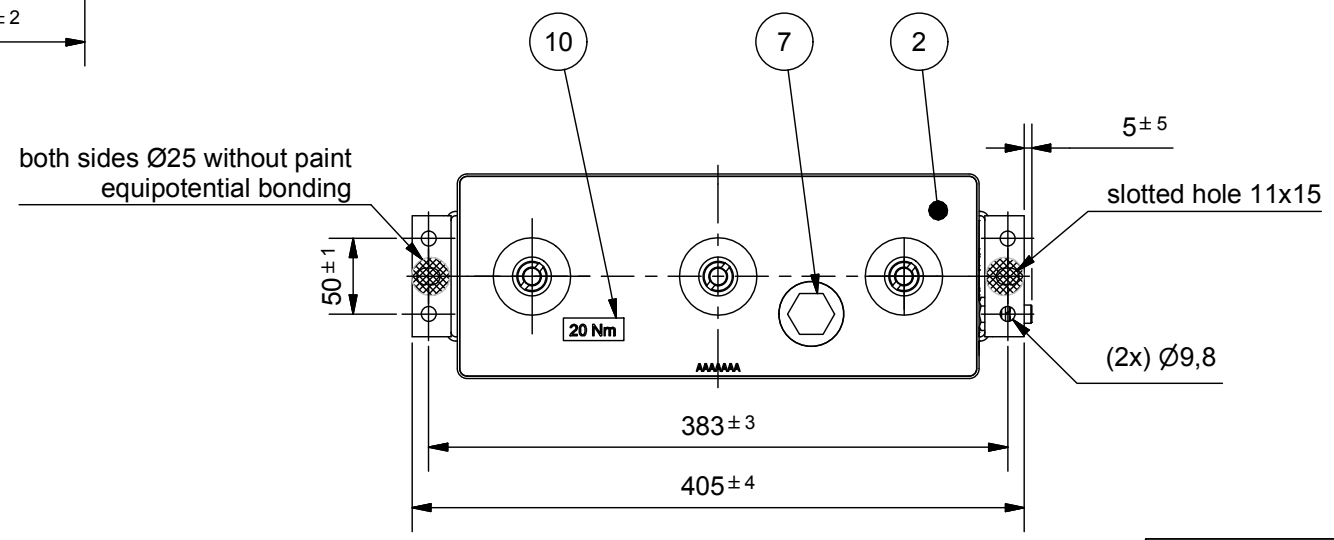 ± 2
10
7
2
5 ± 5
both sides Ø25 without paint
equipotential bonding
slotted hole 11x15
50 ± 1
20 Nm
(2x) Ø9,8
AAAAAAA
383 ± 3
405 ± 4